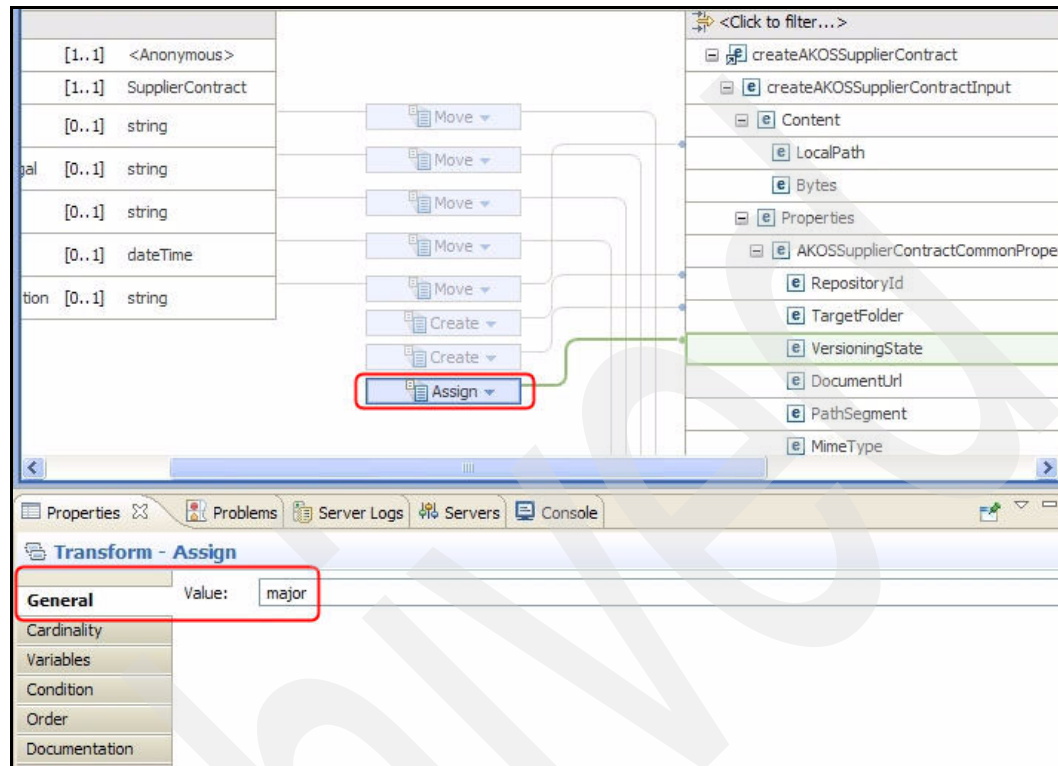 <Click to filter...>
[1..1] <Anonymous>
createAKOSSupplierContract
[1..1] SupplierContract
createAKOSSupplierContractInput
Move
Content
[0..1] string
LocalPath
Move
gal [0..1] string
Bytes
Move
[0..1] string
Properties
Move
[0..1] dateTime
AKOSSupplierContractCommonPrope
Move
RepositoryId
tion [0..1] string
Create
TargetFolder
Create
VersioningState
Assign
DocumentUrl
PathSegment
MimeType
Properties Problems Server Logs Servers Console
Transform - Assign
General
Value: major
Cardinality
Variables
Condition
Order
Documentation